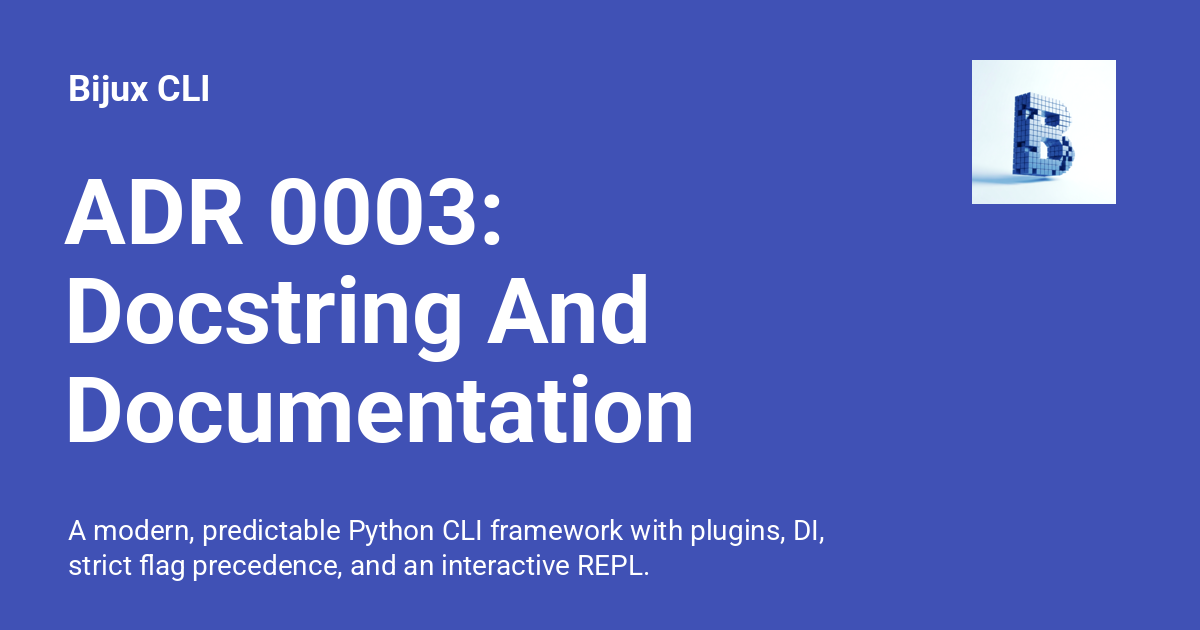 Bijux CLI
B
ADR 0003:
Docstring And
Documentation
A modern, predictable Python CLI framework with plugins, DI,
strict flag precedence, and an interactive REPL.